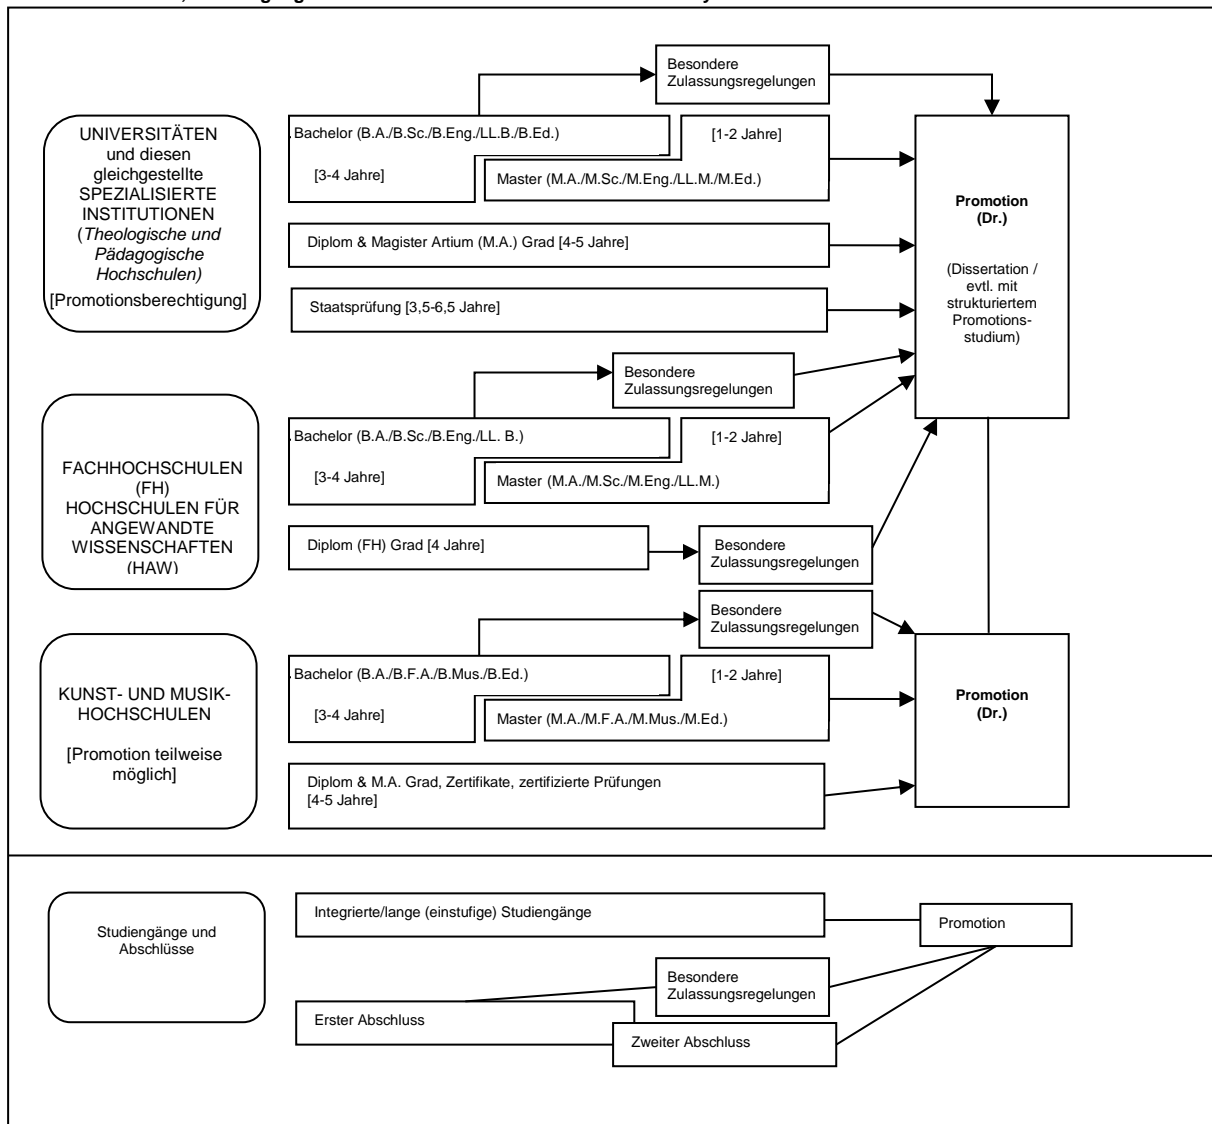 Besondere
Zulassungsregelungen
UNIVERSITÄTEN
und diesen
gleichgestellte
SPEZIALISIERTE
INSTITUTIONEN
(Theologische und
Pädagogische
Hochschulen)
[Promotionsberechtigung]
Bachelor (B.A./B.Sc./B.Eng./LL.B./B.Ed.)
[3-4 Jahre]
[1-2 Jahre]
Master (M.A./M.Sc./M.Eng./LL.M./M.Ed.)
Diplom & Magister Artium (M.A.) Grad [4-5 Jahre]
Staatsprüfung [3,5-6,5 Jahre]
Promotion
(Dr.)
(Dissertation /
evtl. mit
strukturiertem
Promotions-
studium)
Besondere
Zulassungsregelungen
FACHHOCHSCHULEN
(FH)
HOCHSCHULEN FÜR
ANGEWANDTE
WISSENSCHAFTEN
(HAW)
Bachelor (B.A./B.Sc./B.Eng./LL. B.)
[3-4 Jahre]
[1-2 Jahre]
Master (M.A./M.Sc./M.Eng./LL.M.)
Diplom (FH) Grad [4 Jahre]
Besondere
Zulassungsregelungen
Besondere
Zulassungsregelungen
KUNST- UND MUSIK-
HOCHSCHULEN
[Promotion teilweise
möglich]
Bachelor (B.A./B.F.A./B.Mus./B.Ed.)
[3-4 Jahre]
[1-2 Jahre]
Master (M.A./M.F.A./M.Mus./M.Ed.)
Diplom & M.A. Grad, Zertifikate, zertifizierte Prüfungen
[4-5 Jahre]
Promotion
(Dr.)
Studiengänge und
Abschlüsse
Integrierte/lange (einstufige) Studiengänge
Promotion
Besondere
Zulassungsregelungen
Erster Abschluss
Zweiter Abschluss